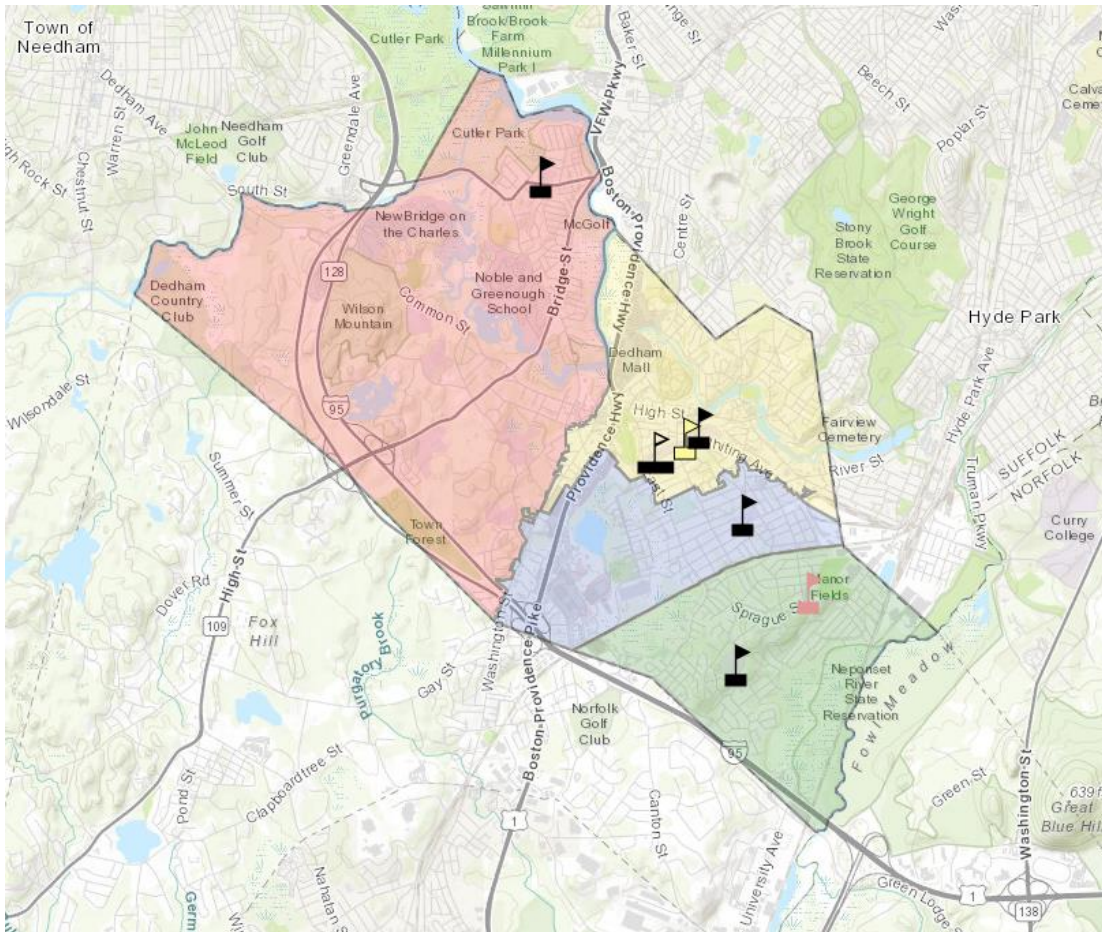 Town of
Needham
Cutler Park
Brook/Brook
Farm
Millennium
Park I
Baker St
Beech St
Poplar St
Dedham Ave
Warren St
Chestnut St
John
McLeod
Field
Needham
Golf
Club
Greendale Ave
South St
Cutler Park
VFW Pkwy
Boston-Providence Hwy
Centre St
George
Wright
Golf
Course
Stony
Brook
State
Reservation
NewBridge on
the Charles
McGolf
128
Dedham
Country
Club
Noble and
Greenough
School
Bridge St
Common St
Wilson
Mountain
Dedham
Mall
Hyde Park
Wilsondale St
95
High St
Whiting Ave
Fairview
Cemetery
River St
Hyde Park Ave
SUFFOLK
NORFOLK
Truman Pkwy
Curry
College
Providence Hwy
East St
Summer St
Town
Forest
Dover Rd
High St
109
Fox
Hill
Purgatory Brook
Washington St
Gay St
Boston-Providence Pike
Manor
Fields
Sprague St
Neponset
River
State
Reservation
Fowl Meadow
Norfolk
Golf
Club
95
Pond St
Clapboardtree St
Canton St
Green St
Washington St
639 ft
Great
Blue Hill
1
Nahatan St
University Ave
Green Lodge S
1
138
Germ